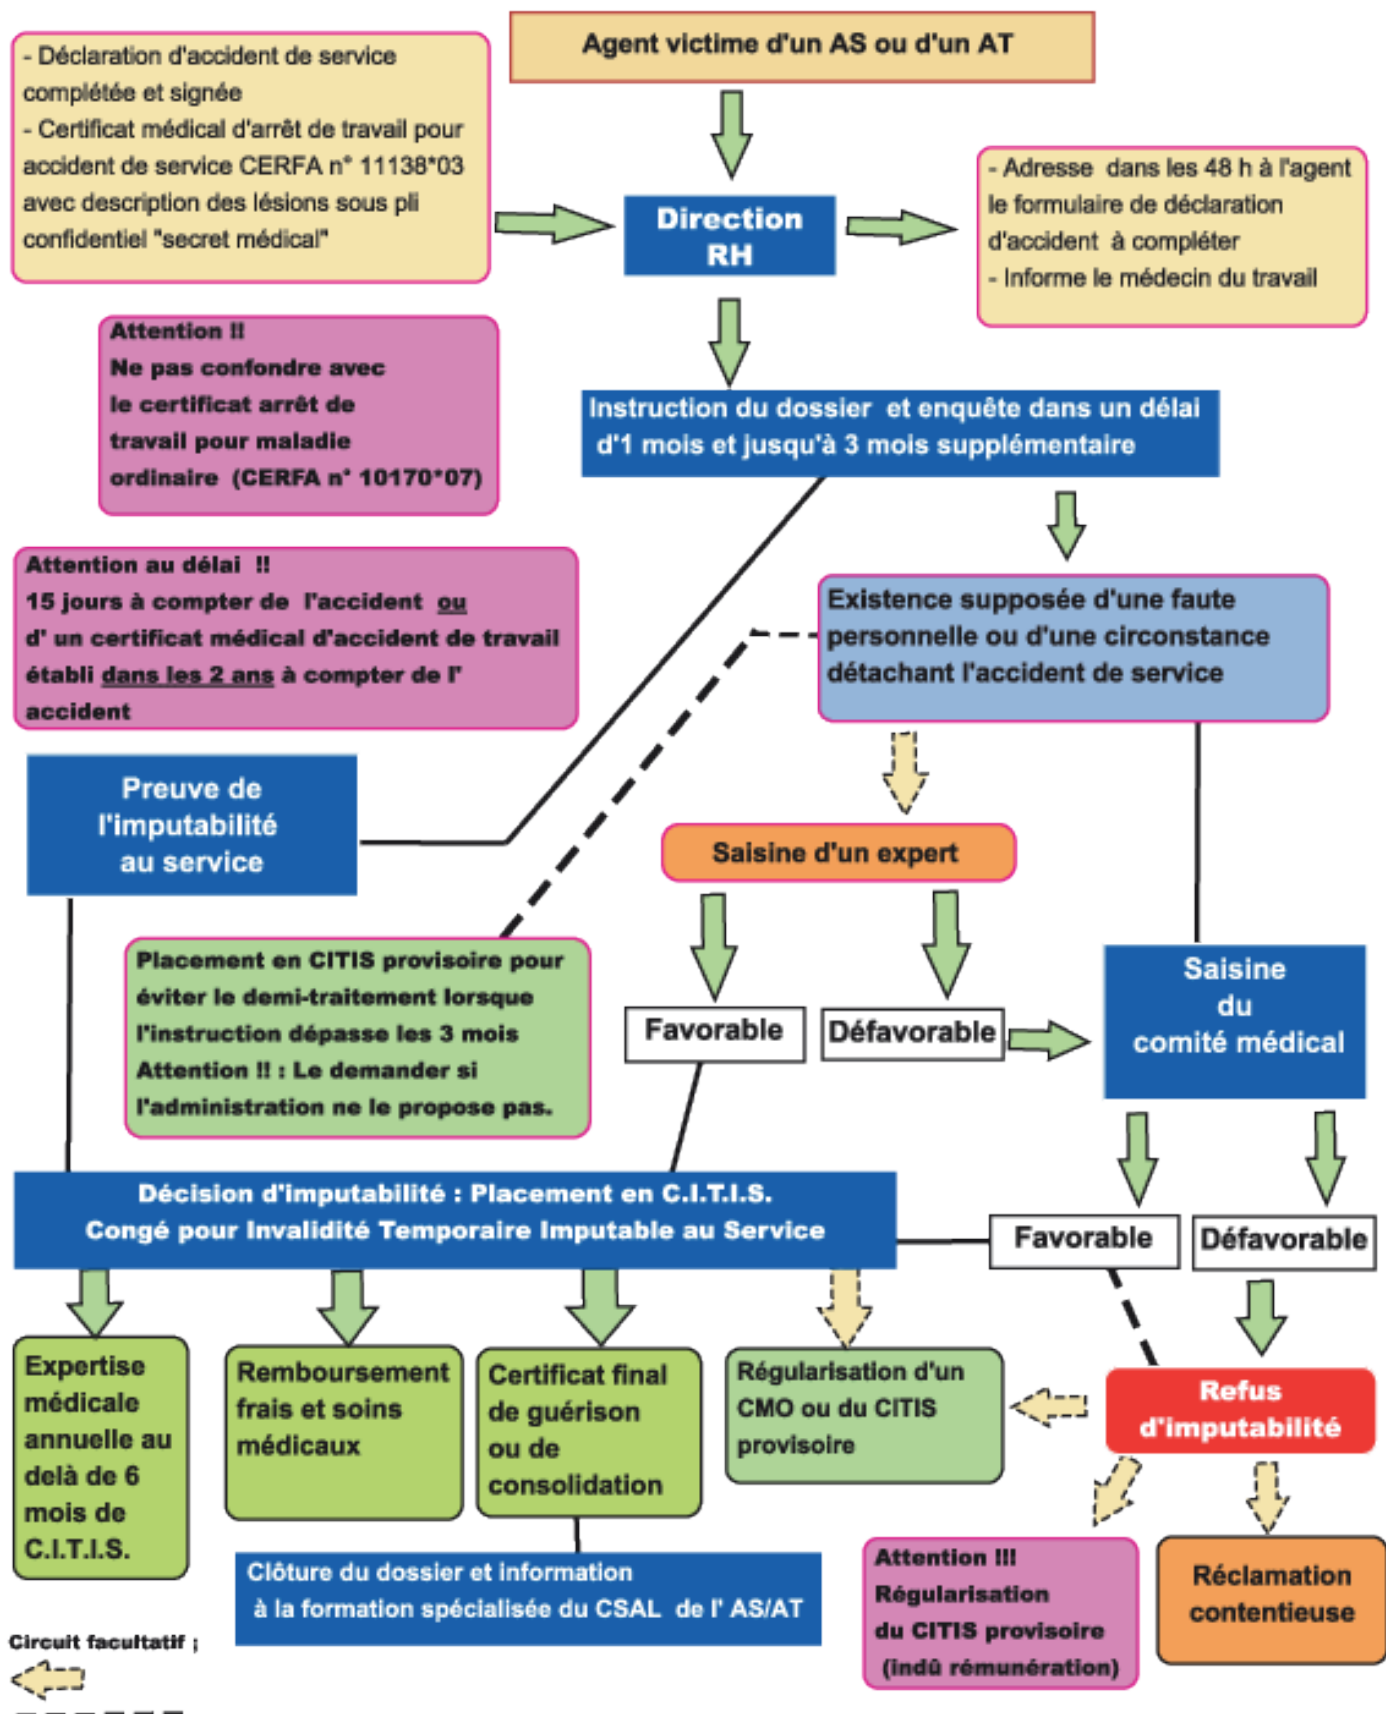 Agent victime d'un AS ou d'un AT
- Déclaration d'accident de service
complétée et signée
- Certificat médical d'arrêt de travail pour
accident de service CERFA n° 11138*03
avec description des lésions sous pli
confidentiel "secret médical"
Direction
RH
- Adresse dans les 48 h à l'agent
le formulaire de déclaration
d'accident à compléter
- Informe le médecin du travail
Attention !!
Ne pas confondre avec
le certificat arrêt de
travail pour maladie
ordinaire (CERFA n° 10170*07)
Instruction du dossier et enquête dans un délai
d'1 mois et jusqu'à 3 mois supplémentaire
Attention au délai !!
15 jours à compter de l'accident ou
d' un certificat médical d'accident de travail
établi dans les 2 ans à compter de l'
accident
Existence supposée d'une faute
personnelle ou d'une circonstance
détachant l'accident de service
Preuve de
l'imputabilité
au service
Saisine d'un expert
Placement en CITIS provisoire pour
éviter le demi-traitement lorsque
l'instruction dépasse les 3 mois
Attention !! : Le demander si
l'administration ne le propose pas.
Favorable
Défavorable
Saisine
du
comité médical
Décision d'imputabilité : Placement en C.I.T.I.S.
Congé pour Invalidité Temporaire Imputable au Service
Favorable
Défavorable
Expertise
médicale
annuelle au
delà de 6
mois de
C.I.T.I.S.
Remboursement
frais et soins
médicaux
Certificat final
de guérison
ou de
consolidation
Régularisation d'un
CMO ou du CITIS
provisoire
Refus
d'imputabilité
Clôture du dossier et information
à la formation spécialisée du CSAL de l' AS/AT
Attention !!!
Régularisation
du CITIS provisoire
(indû rémunération)
Réclamation
contentieuse
Circuit facultatif ;